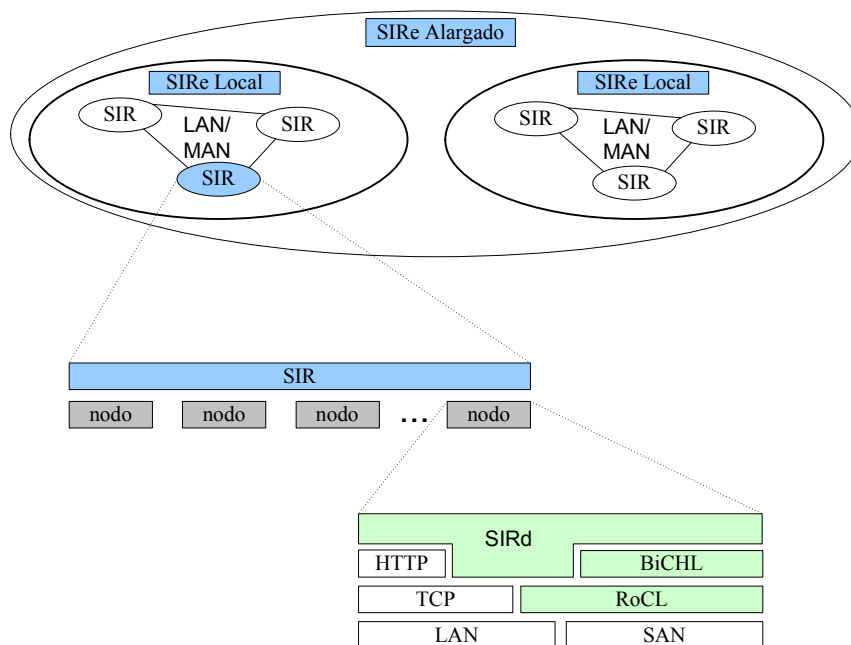 SIRe Alargado
SIRe Local
SIRe Local
SIR
LAN/
MAN
SIR
SIR
SIR
LAN/
MAN
SIR
SIR
SIR
nodo
nodo
nodo
...
nodo
SIRd
HTTP
BiCHL
TCP
RoCL
LAN
SAN